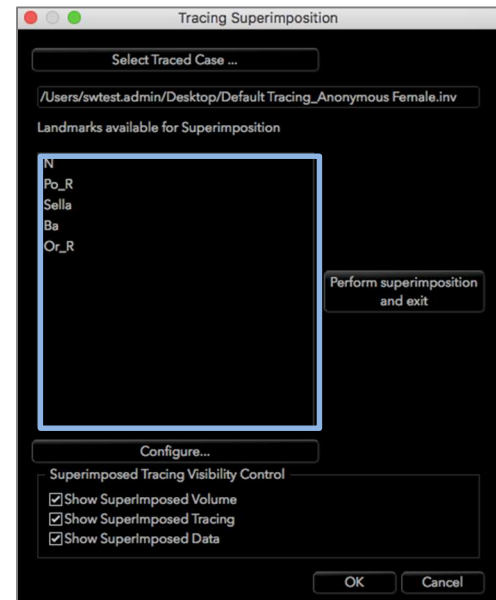 Tracing Superimposition
Select Traced Case ...
/Users/swtest.admin/Desktop/Default Tracing_Anonymous Female.inv
Landmarks available for Superimposition
N
Po_R
Sella
Ba
Or_R
Perform superimposition
and exit
Configure...
Superimposed Tracing Visibility Control
Show SuperImposed Volume
Show SuperImposed Tracing
Show SuperImposed Data
OK Cancel